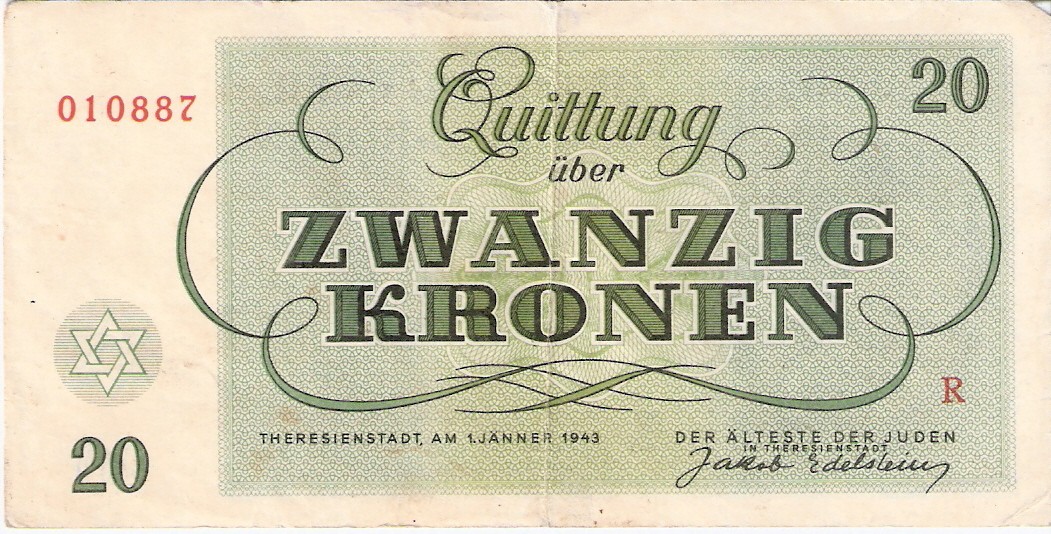 010887
20
Quittung
über
ZWANZIG
KRONEN
R
THERESIENSTADT, AM 1. JÄNNER 1943
DER ÄLTESTE DER JUDEN
IN THERESIENSTADT
Jakob Edelstein
20